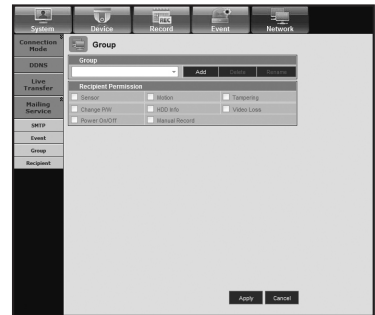 System Device Record Event Network
REC
Connection Mode
DDNS
Live Transfer
Mailing Service
SMTP
Event
Group
Recipient
Group
Group
Add Delete Rename
Recipient Permission
Sensor Motion Tampering
Change P/W HDD Info Video Loss
Power On/Off Manual Record
Apply Cancel